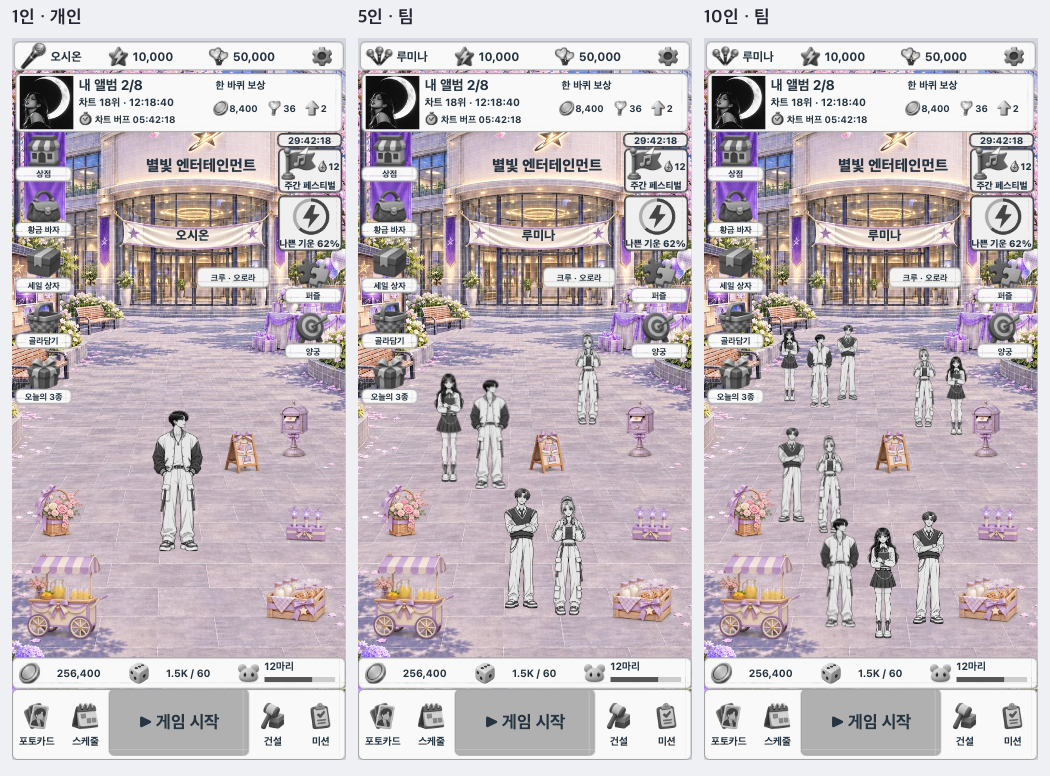 1인 · 개인
오시온
10,000
50,000
내 앨범 2/8
한 바퀴 보상
차트 18위 · 12:18:40
8,400
36
2
차트 버프 05:42:18
29:42:18
상점
별빛 엔터테인먼트
12
주간 페스티벌
황금 바자
오시온
나쁜 기운 62%
세일 상자
크루 · 오로라
퍼즐
골라담기
양궁
오늘의 3종
256,400
1.5K / 60
12마리
포토카드
스케줄
▶ 게임 시작
건설
미션
5인 · 팀
루미나
10,000
50,000
내 앨범 2/8
한 바퀴 보상
차트 18위 · 12:18:40
8,400
36
2
차트 버프 05:42:18
29:42:18
상점
별빛 엔터테인먼트
12
주간 페스티벌
황금 바자
루미나
나쁜 기운 62%
세일 상자
크루 · 오로라
퍼즐
골라담기
양궁
오늘의 3종
256,400
1.5K / 60
12마리
포토카드
스케줄
▶ 게임 시작
건설
미션
10인 · 팀
루미나
10,000
50,000
내 앨범 2/8
한 바퀴 보상
차트 18위 · 12:18:40
8,400
36
2
차트 버프 05:42:18
29:42:18
상점
별빛 엔터테인먼트
12
주간 페스티벌
황금 바자
루미나
나쁜 기운 62%
세일 상자
크루 · 오로라
퍼즐
골라담기
양궁
오늘의 3종
256,400
1.5K / 60
12마리
포토카드
스케줄
▶ 게임 시작
건설
미션